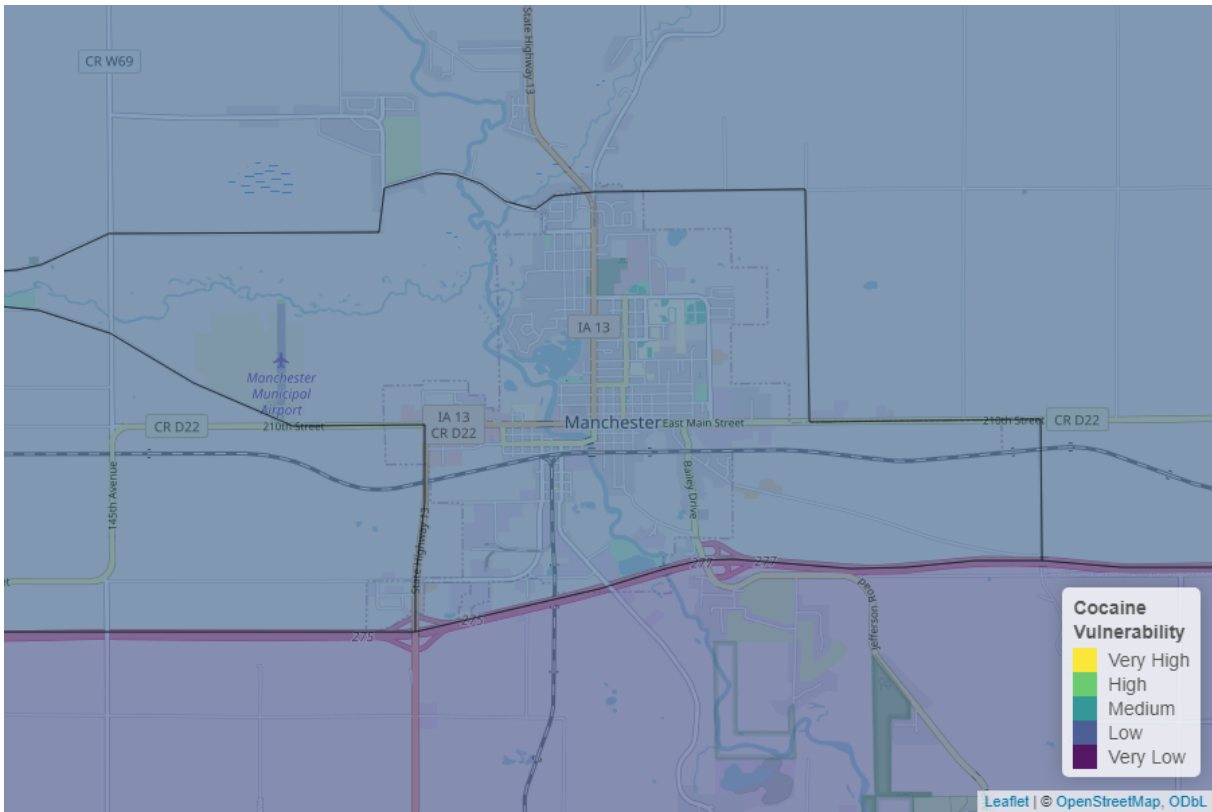 State Highway 13
CR W69
IA 13
Manchester
Municipal
Airport
CR D22
210th Street
IA 13
CR D22
Manchester
East Main Street
210th Street
CR D22
145th Avenue
Bailey Drive
State Highway 13
277
277
275
275
Jefferson Road
Cocaine
Vulnerability
Very High
High
Medium
Low
Very Low
Leaflet | © OpenStreetMap, ODbL